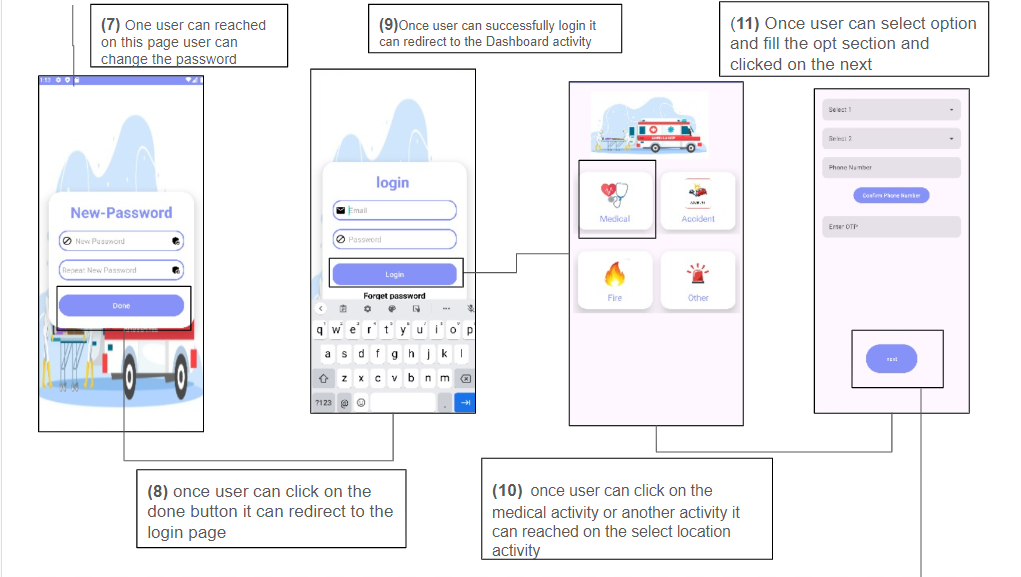 (7) One user can reached
on this page user can
change the password
(9)Once user can successfully login it
can redirect to the Dashboard activity
(11) Once user can select option
and fill the opt section and
clicked on the next
New-Password
New Password
Repeat New Password
Done
login
Email
Password
Login
Forget password
q w e r t y u i o p
a s d f g h j k l
z x c v b n m
?123 @ .
AMBULANCE
Medical
Accident
Fire
Other
Select 1
Select 2
Phone Number
Confirm Phone Number
Enter OTP
next
(8) once user can click on the
done button it can redirect to the
login page
(10) once user can click on the
medical activity or another activity it
can reached on the select location
activity